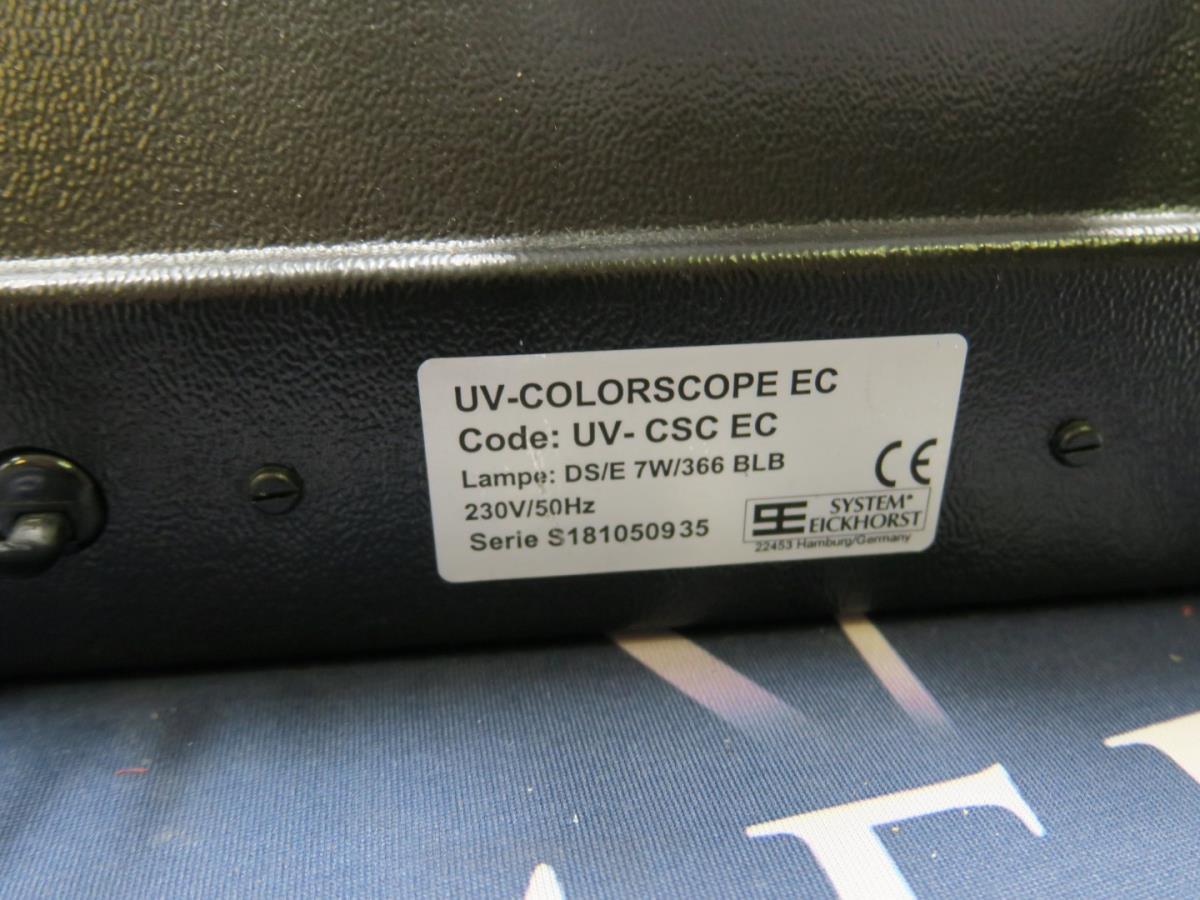 UV-COLORSCOPE EC
Code: UV- CSC EC
Lampe: DS/E 7W/366 BLB
230V/50Hz
Serie S181050935
CE
SE SYSTEM*
EICKHORST
22453 Hamburg/Germany